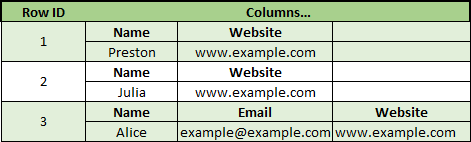 Row ID Columns...
1 Name Website
Preston www.example.com
2 Name Website
Julia www.example.com
3 Name Email Website
Alice example@example.com www.example.com